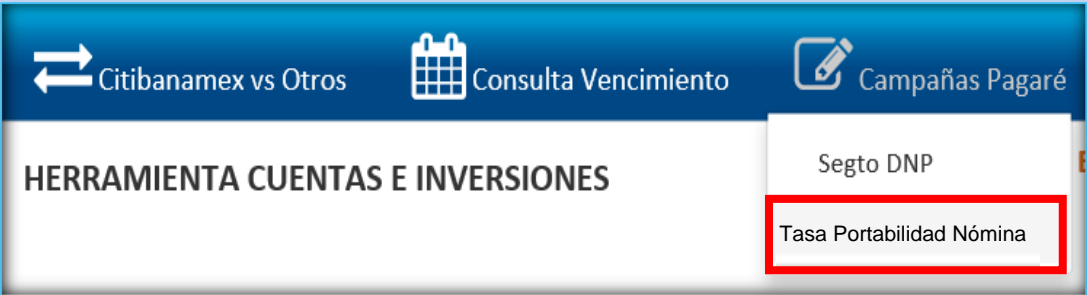 Citibanamex vs Otros
Consulta Vencimiento
Campañas Pagaré
HERRAMIENTA CUENTAS E INVERSIONES
Segto DNP
Tasa Portabilidad Nómina